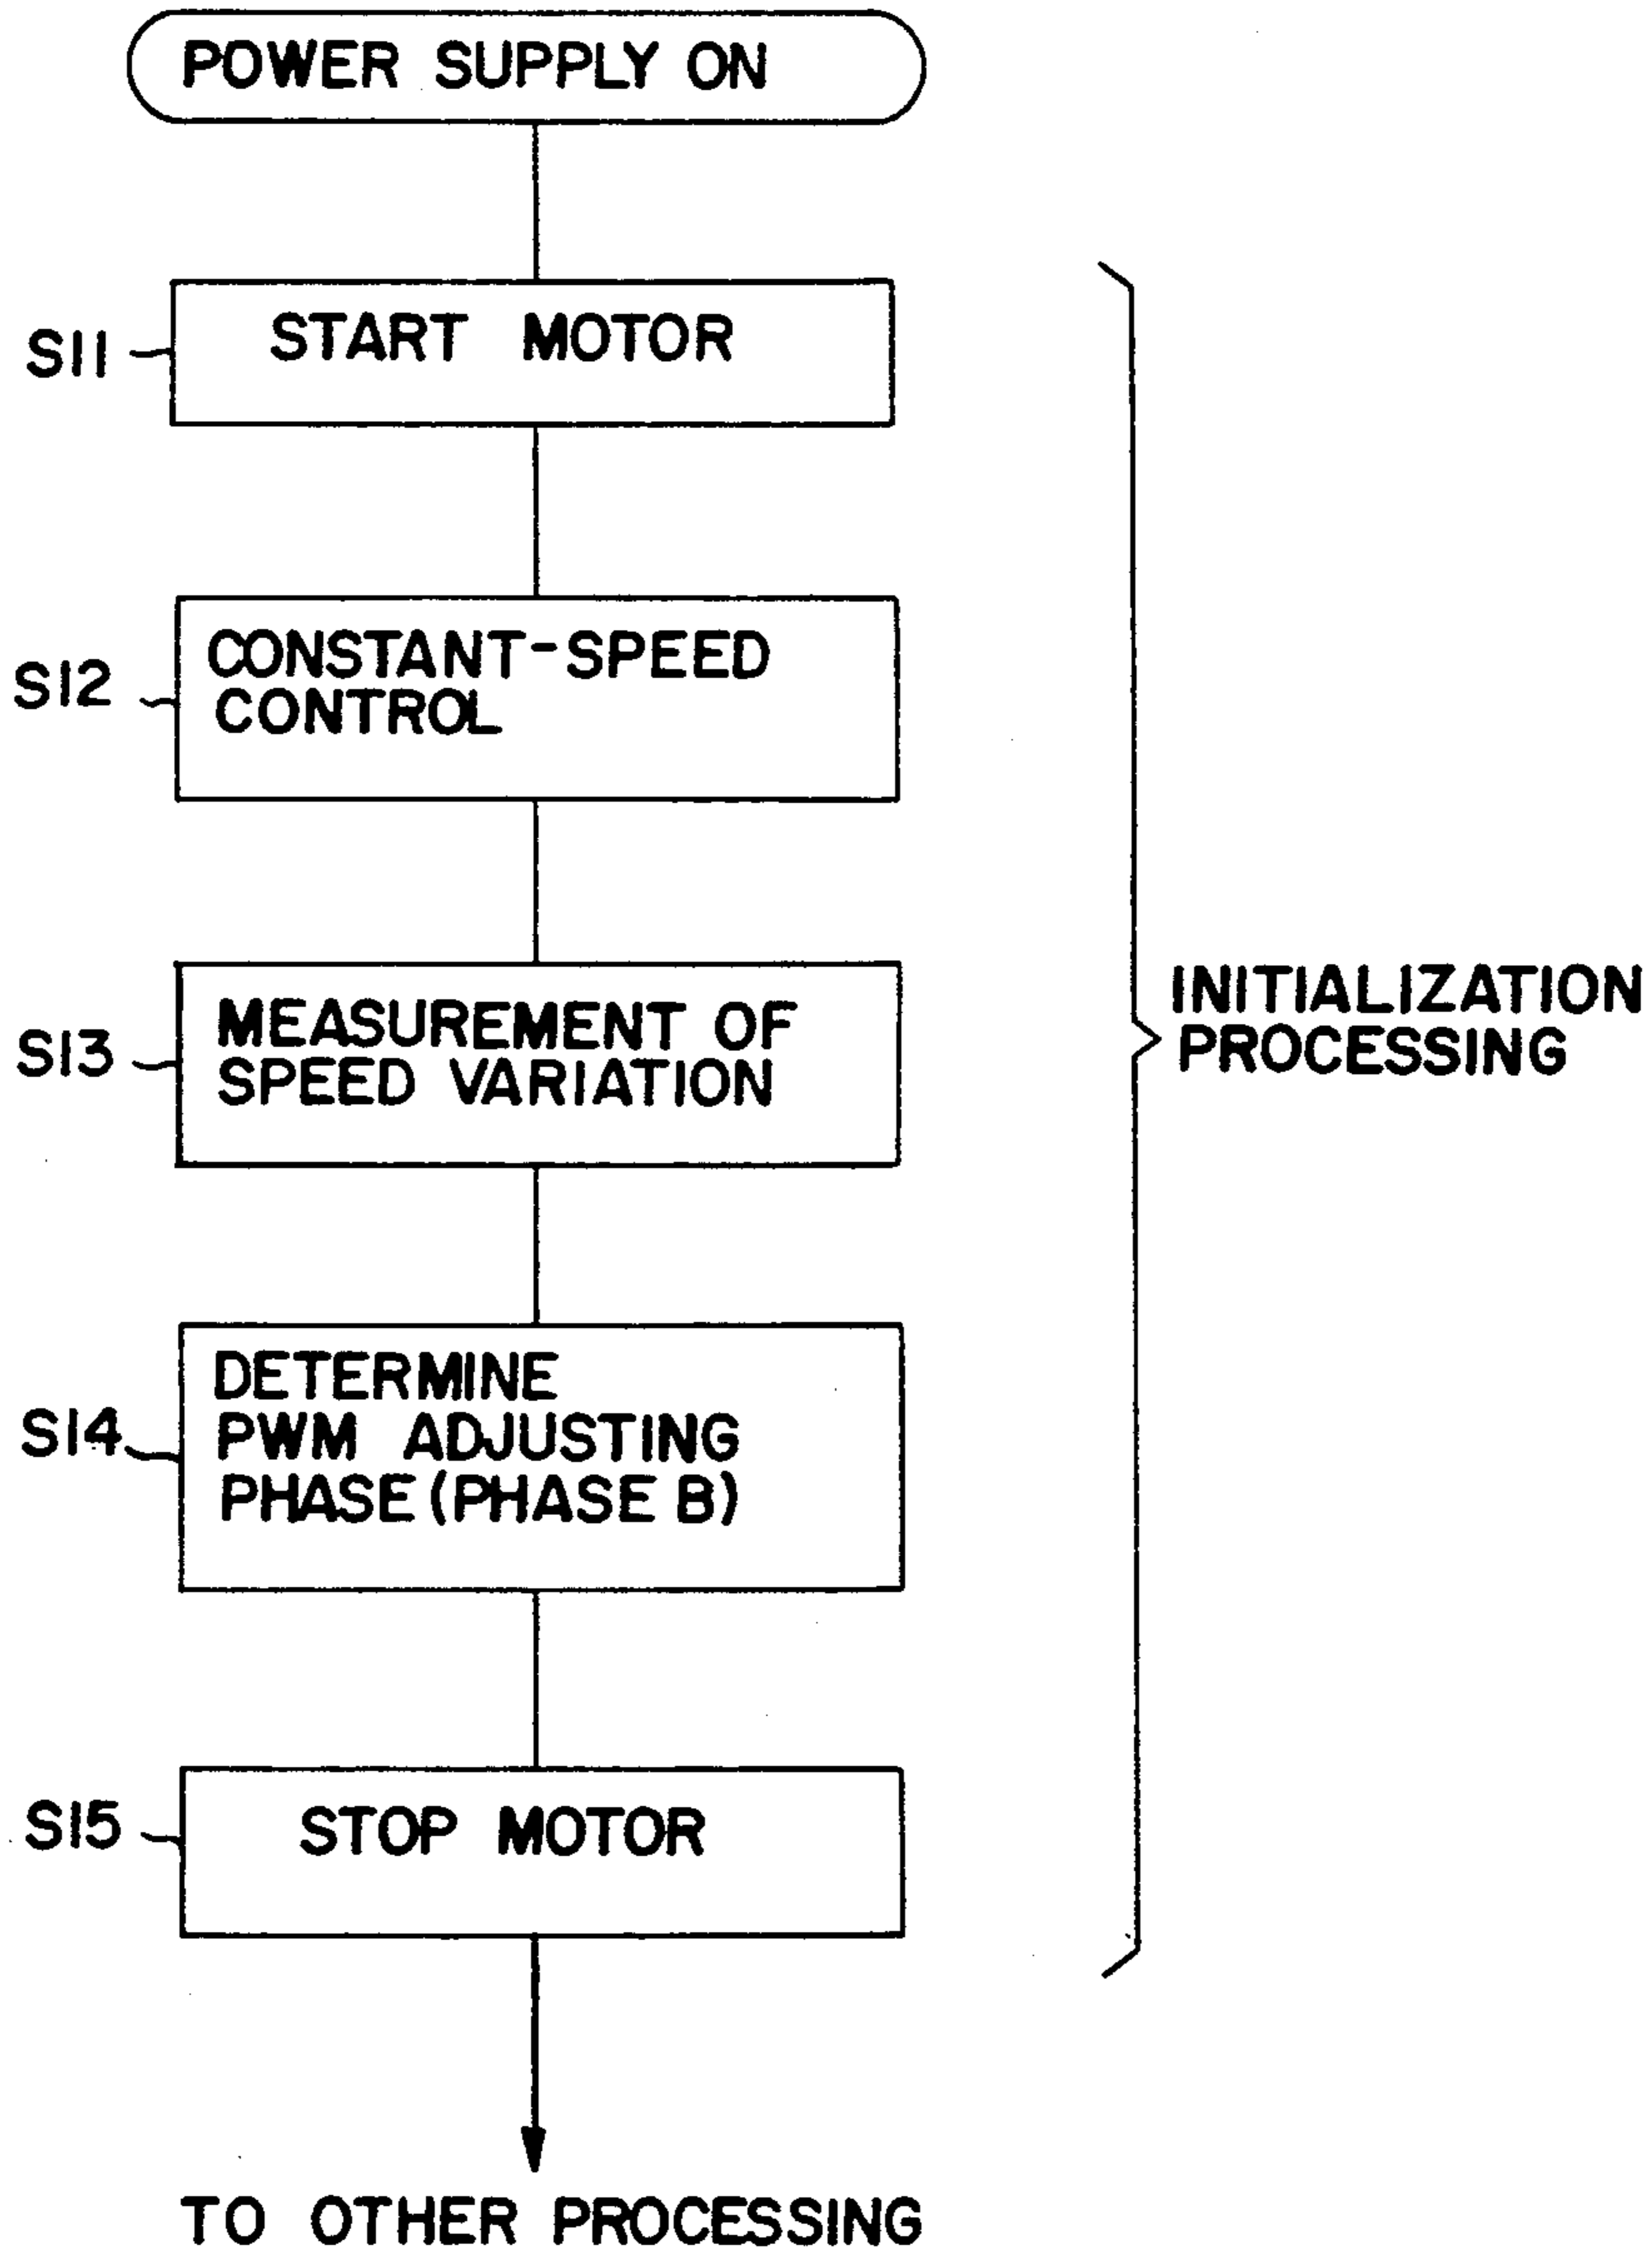 POWER SUPPLY ON
S11
START MOTOR
S12
CONSTANT-SPEED
CONTROL
S13
MEASUREMENT OF
SPEED VARIATION
INITIALIZATION
PROCESSING
S14
DETERMINE
PWM ADJUSTING
PHASE (PHASE B)
S15
STOP MOTOR
TO OTHER PROCESSING